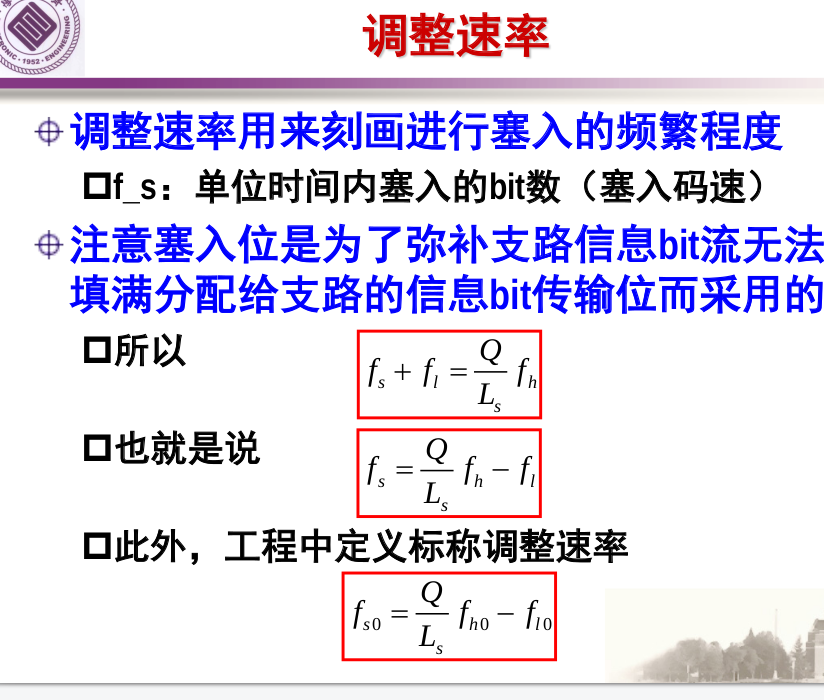 RONIC · 1952 · ENGINEERING
调整速率
调整速率用来刻画进行塞入的频繁程度
f_s：单位时间内塞入的bit数（塞入码速）
注意塞入位是为了弥补支路信息bit流无法
填满分配给支路的信息bit传输位而采用的
所以
f_s + f_l = Q/L_s f_h
也就是说
f_s = Q/L_s f_h − f_l
此外，工程中定义标称调整速率
f_{s0} = Q/L_s f_{h0} − f_{l0}